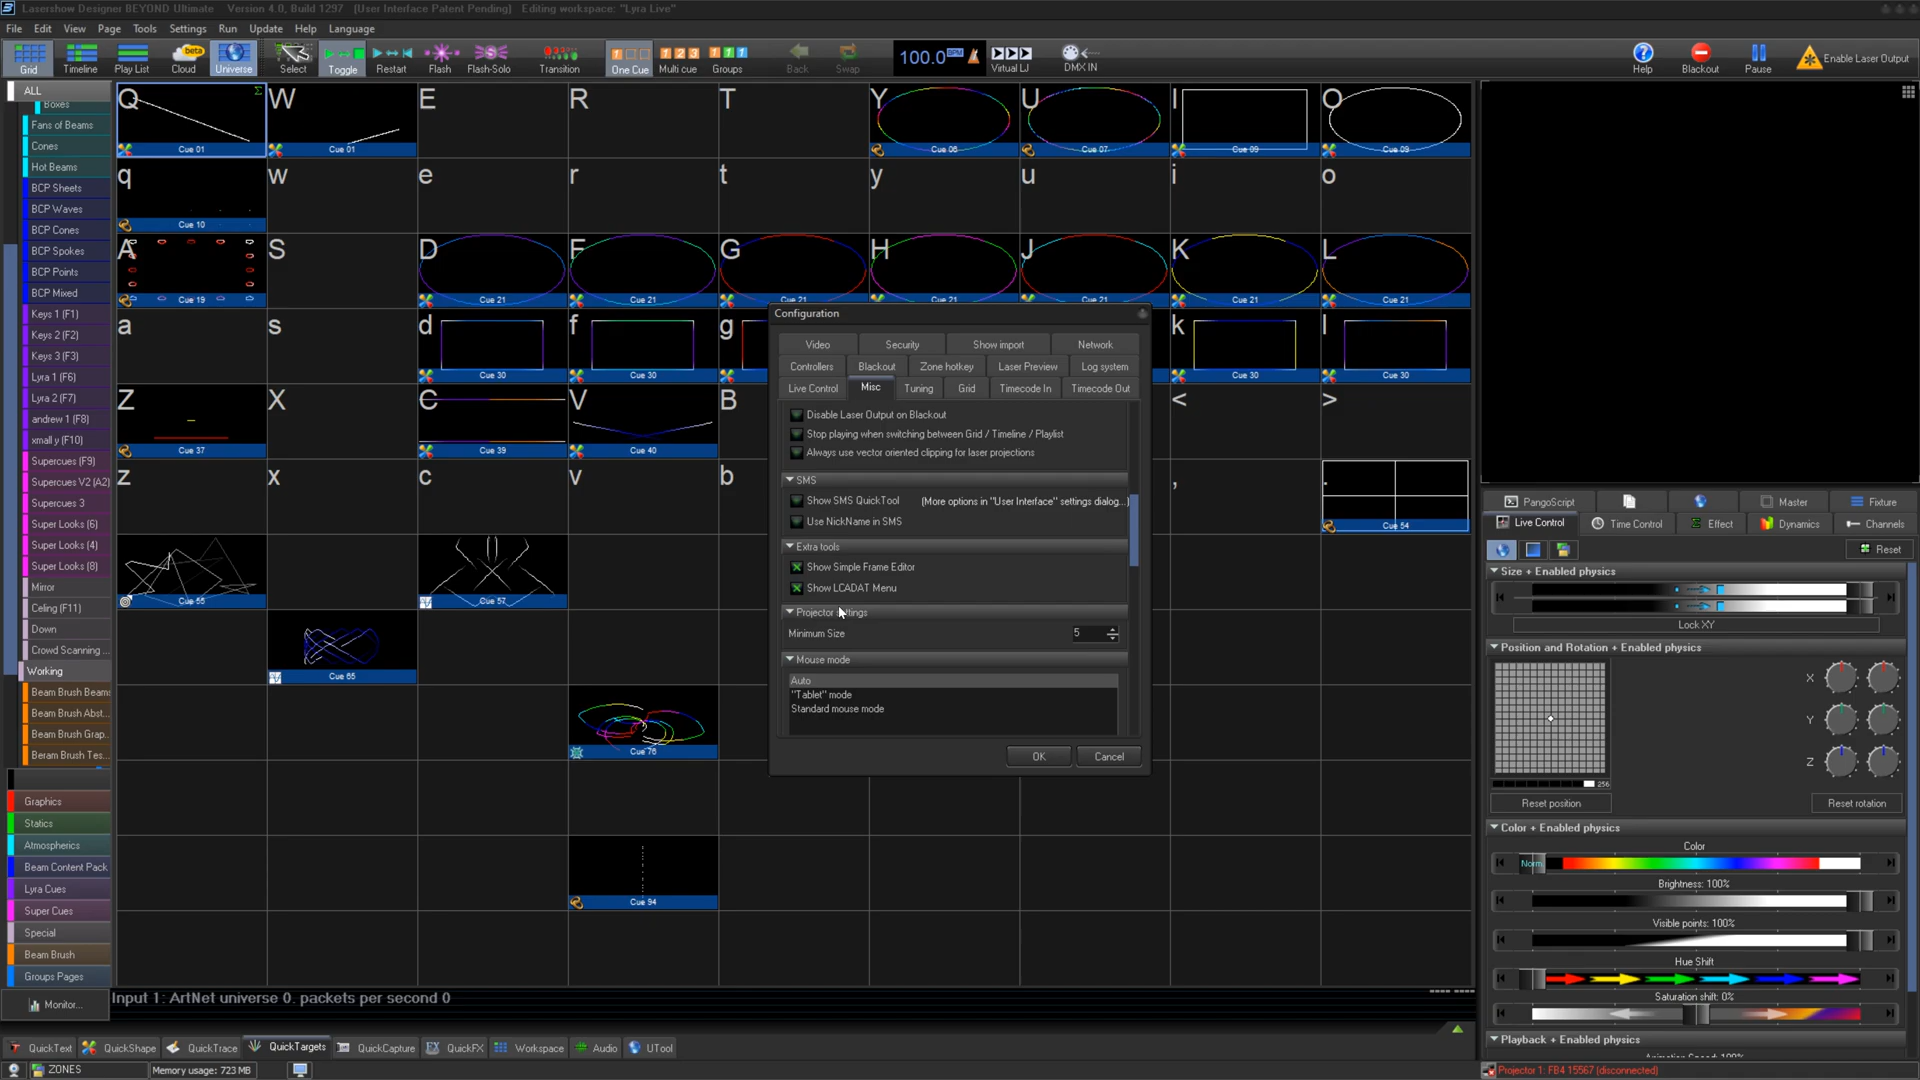 Lasershow Designer BEYOND Ultimate Version 4.0, Build 1297 (User Interface Patent Pending) Editing workspace: "Lyra Live"
File Edit View Page Tools Settings Run Update Help Language
Grid Timeline Play List Cloud beta Universe Select Toggle Restart Flash Flash-Solo Transition One Cue Multi cue Groups Back Swap 100.0 BPM Virtual LJ DMX IN Help Blackout Pause Enable Laser Output
ALL
Boxes
Fans of Beams
Cones
Hot Beams
BCP Sheets
BCP Waves
BCP Cones
BCP Spokes
BCP Points
BCP Mixed
Keys 1 (F1)
Keys 2 (F2)
Keys 3 (F3)
Lyra 1 (F6)
Lyra 2 (F7)
andrew 1 (F8)
xmall y (F10)
Supercues (F9)
Supercues V2 (A2)
Supercues 3
Super Looks (6)
Super Looks (4)
Super Looks (8)
Mirror
Celing (F11)
Down
Crowd Scanning ...
Working
Beam Brush Beams
Beam Brush Abst...
Beam Brush Grap...
Beram Brush Tes...
Graphics
Statics
Atmospherics
Beam Content Pack
Lyra Cues
Super Cues
Special
Beam Brush
Groups Pages
Monitor...
Q W E R T Y U I O
Cue 01 Cue 01 Cue 06 Cue 07 Cue 09 Cue 09
q w e r t y u i o
Cue 10
A S D F G H J K L
Cue 19 Cue 21 Cue 21 Cue 21 Cue 21 Cue 21 Cue 21 Cue 21
a s d f g k l
Cue 30 Cue 30 Cue 30 Cue 30
Z X C V B < >
Cue 37 Cue 39 Cue 40
z x c v b , .
Cue 54
Cue 55 Cue 57
Cue 65
Cue 76
Cue 94
Configuration
Video Security Show import Network
Controllers Blackout Zone hotkey Laser Preview Log system
Live Control Misc Tuning Grid Timecode In Timecode Out
Disable Laser Output on Blackout
Stop playing when switching between Grid / Timeline / Playlist
Always use vector oriented clipping for laser projections
SMS
Show SMS QuickTool (More options in "User Interface" settings dialog...)
Use NickName in SMS
Extra tools
Show Simple Frame Editor
Show LCADAT Menu
Projector settings
Minimum Size 5
Mouse mode
Auto
"Tablet" mode
Standard mouse mode
OK Cancel
PangoScript Master Fixture
Live Control Time Control Effect Dynamics Channels
Reset
Size + Enabled physics
Lock XY
Position and Rotation + Enabled physics
X
Y
Z
256
Reset position Reset rotation
Color + Enabled physics
Color
Norm
Brightness: 100%
Visible points: 100%
Hue Shift
Saturation shift: 0%
Playback + Enabled physics
Animation Speed: 100%
Input 1: ArtNet universe 0. packets per second 0
QuickText QuickShape QuickTrace QuickTargets QuickCapture FX QuickFX Workspace Audio UTool
ZONES Memory usage: 723 MB Projector 1: FB4 15567 (disconnected)